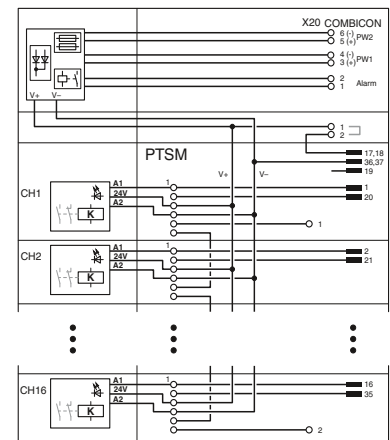 X20 COMBICON
6 (-)
5 (+) PW2
4 (-)
3 (+) PW1
2
1 Alarm
V+ V–
1
2
PTSM
17,18
36,37
19
V+ V–
CH1
A1
24V
A2
K
1
1
20
1
CH2
A1
24V
A2
K
1
2
21
CH16
A1
24V
A2
K
1
16
35
2